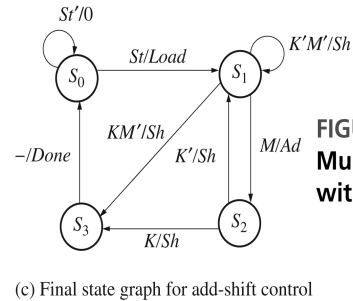 St′/0
St/Load
S0
S1
K′M′/Sh
KM′/Sh
K′/Sh
M/Ad
−/Done
S3
S2
K/Sh
FIGU
Mu
with
(c) Final state graph for add-shift control